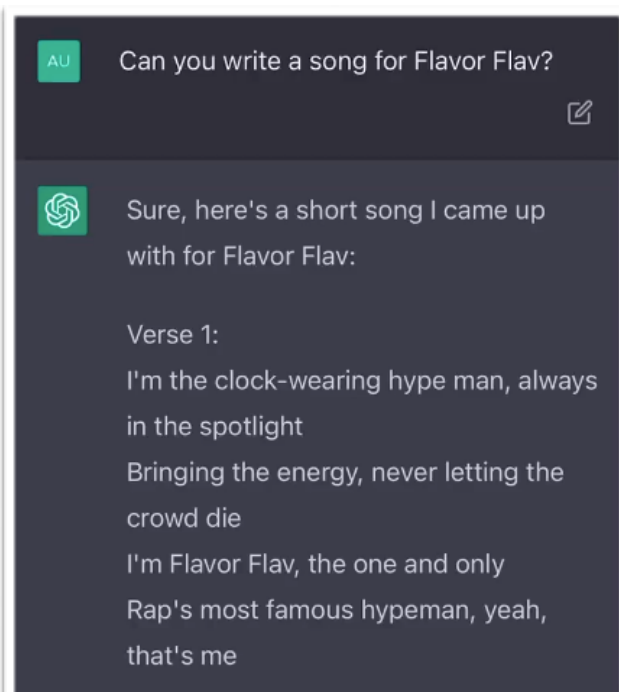 AU
Can you write a song for Flavor Flav?
Sure, here's a short song I came up
with for Flavor Flav:
Verse 1:
I'm the clock-wearing hype man, always
in the spotlight
Bringing the energy, never letting the
crowd die
I'm Flavor Flav, the one and only
Rap's most famous hypeman, yeah,
that's me